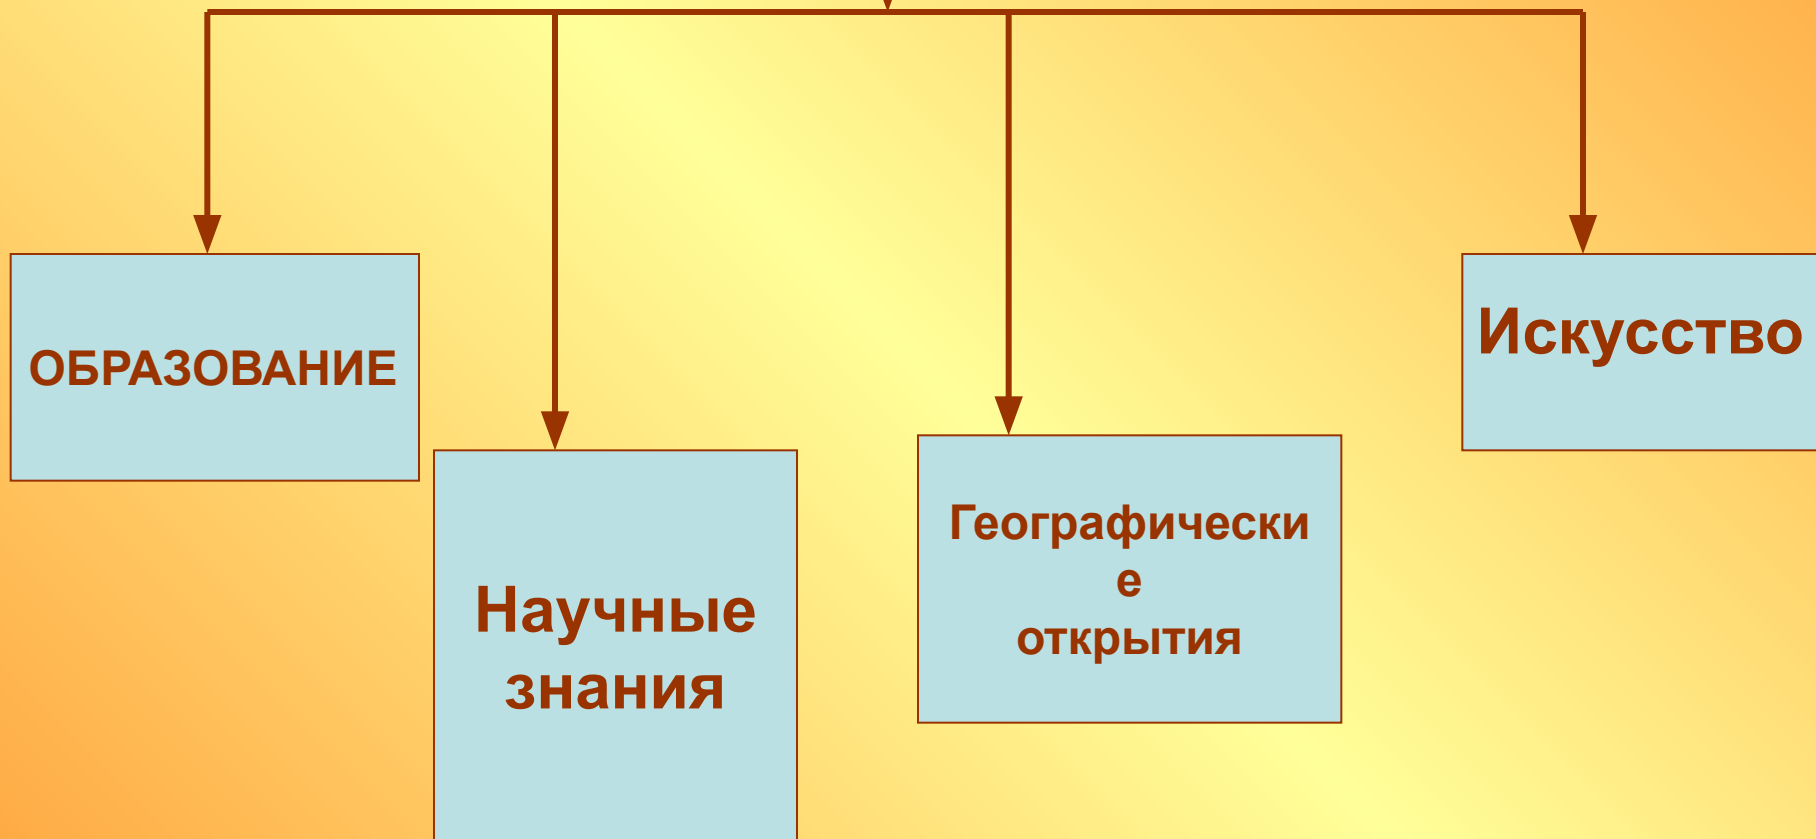 ОБРАЗОВАНИЕ
Научные
знания
Географически
е
открытия
Искусство